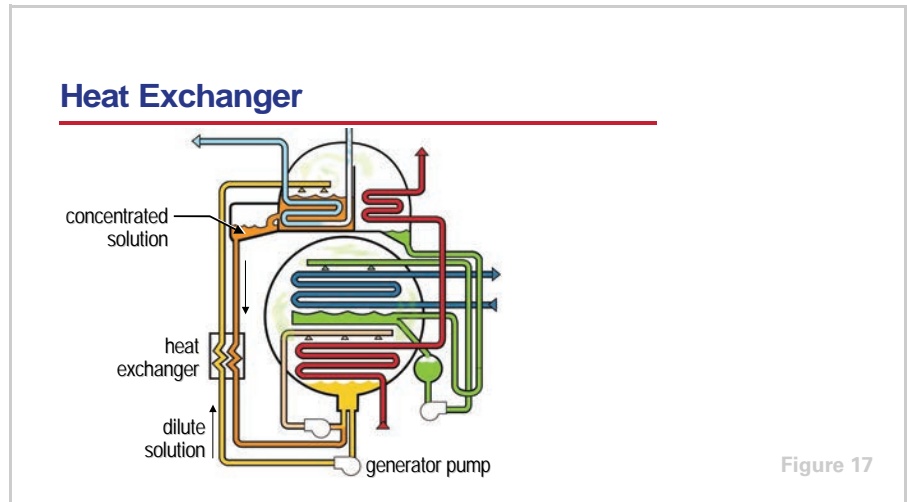 Heat Exchanger
concentrated
solution
heat
exchanger
dilute
solution
generator pump
Figure 17